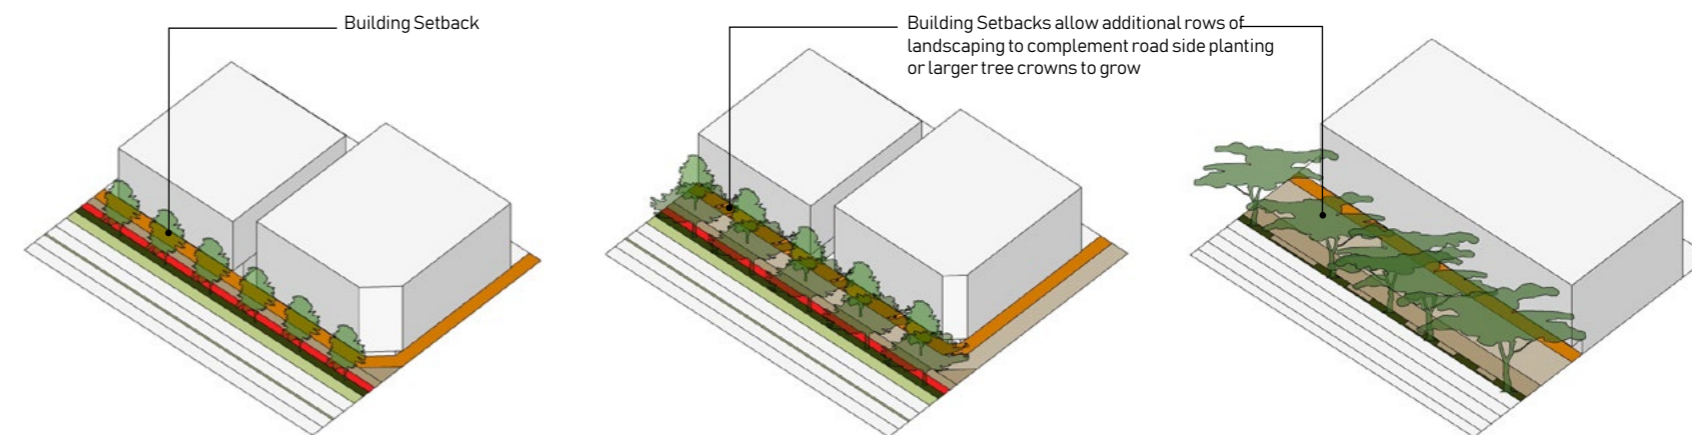 Building Setback
Building Setbacks allow additional rows of
landscaping to complement road side planting
or larger tree crowns to grow